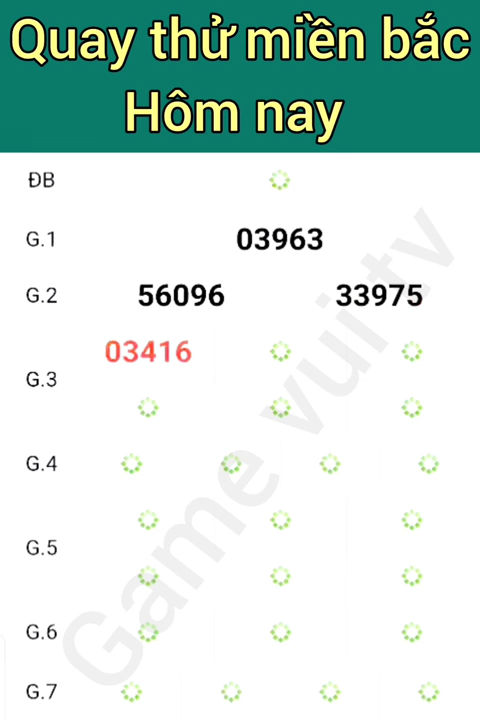 Quay thử miền bắc
Hôm nay
ĐB
G.1 03963
G.2 56096 33975
03416
G.3
G.4
G.5
G.6
G.7
Game vui tv